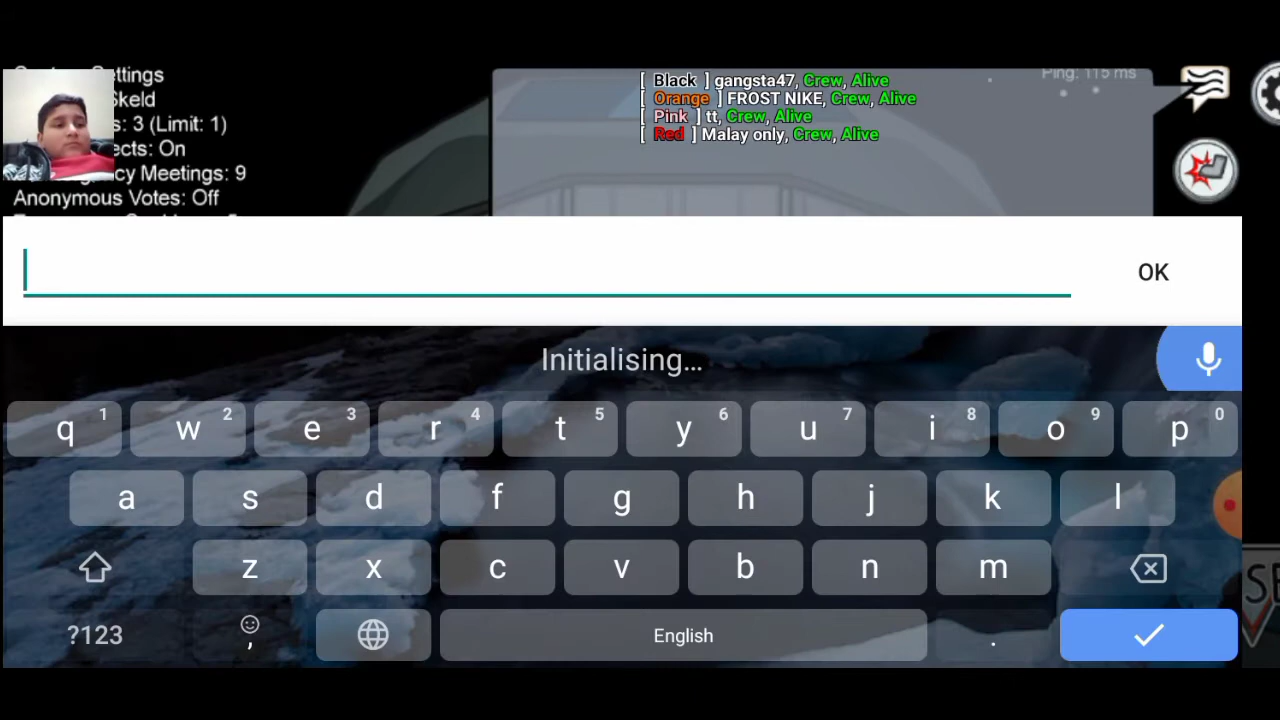 ettings
Skeld
s: 3 (Limit: 1)
ects: On
cy Meetings: 9
Anonymous Votes: Off
[ Black ] gangsta47, Crew, Alive
[ Orange ] FROST NIKE, Crew, Alive
[ Pink ] tt, Crew, Alive
[ Red ] Malay only, Crew, Alive
Ping: 115 ms
OK
Initialising...
q 1 w 2 e 3 r 4 t 5 y 6 u 7 i 8 o 9 p 0
a s d f g h j k l
z x c v b n m
?123 , English .